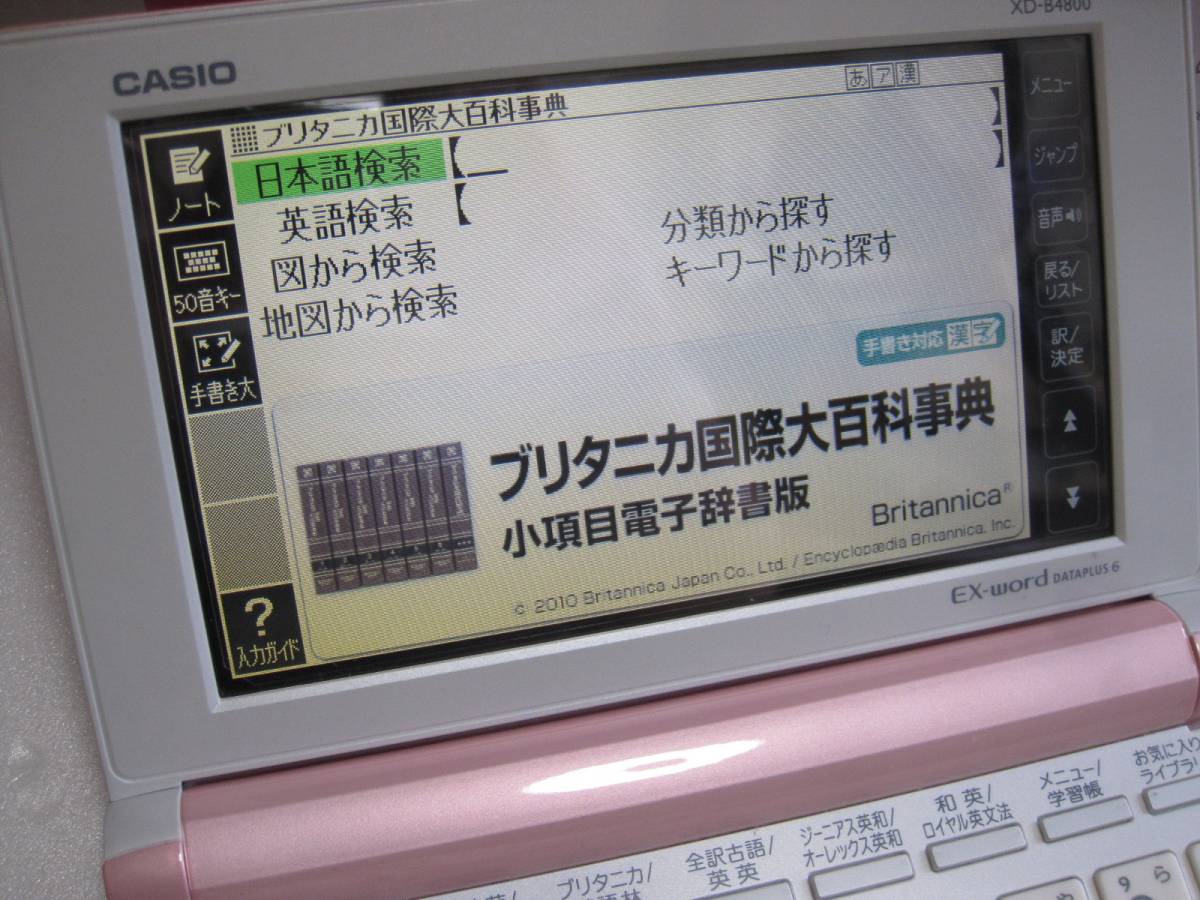 XD-B4800
CASIO
あ ア 漢
ブリタニカ国際大百科事典
日本語検索
英語検索
図から検索
地図から検索
分類から探す
キーワードから探す
ノート
50音キー
手書き大
?
入力ガイド
手書き対応 漢字
ブリタニカ国際大百科事典
小項目電子辞書版
Britannica®
© 2010 Britannica Japan Co., Ltd. / Encyclopædia Britannica, Inc.
メニュー
ジャンプ
音声
戻る/
リスト
訳/
決定
EX-word DATAPLUS 6
ブリタニカ/
全訳古語/
英英
ジーニアス英和/
オーレックス英和
和英/
ロイヤル英文法
メニュー/
学習帳
お気に入り
ライブラリ
や
9 ら